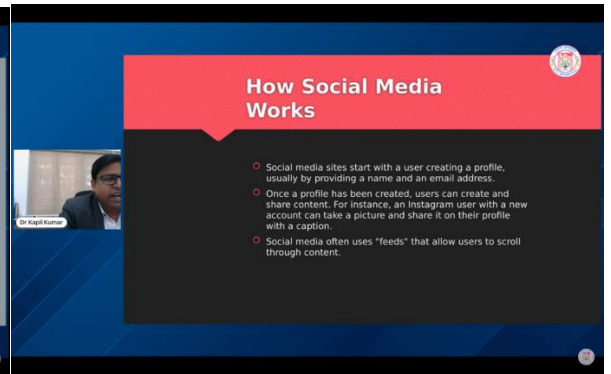 How Social Media
Works
Social media sites start with a user creating a profile,
usually by providing a name and an email address.
Once a profile has been created, users can create and
share content. For instance, an Instagram user with a new
account can take a picture and share it on their profile
with a caption.
Social media often uses "feeds" that allow users to scroll
through content.
Dr Kapil Kumar